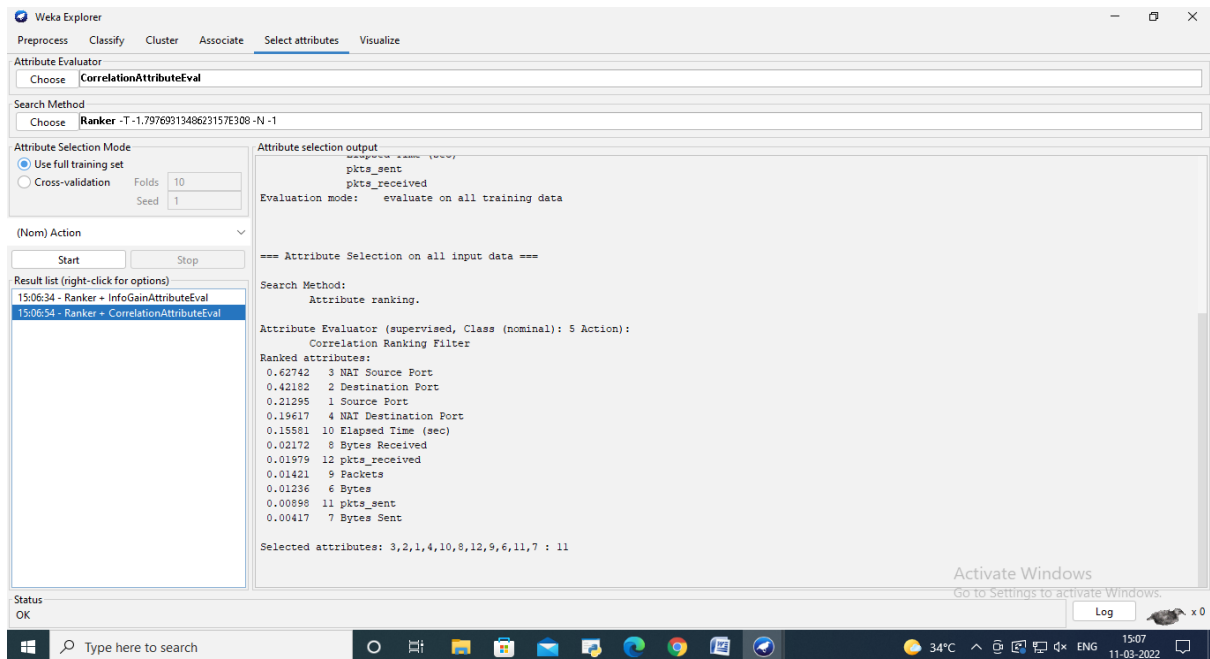 Weka Explorer
Preprocess Classify Cluster Associate Select attributes Visualize
Attribute Evaluator
Choose CorrelationAttributeEval
Search Method
Choose Ranker -T -1.7976931348623157E308 -N -1
Attribute Selection Mode
Use full training set
Cross-validation Folds 10
Seed 1
(Nom) Action
Start Stop
Result list (right-click for options)
15:06:34 - Ranker + InfoGainAttributeEval
15:06:54 - Ranker + CorrelationAttributeEval
Attribute selection output
Elapsed Time (sec)
pkts_sent
pkts_received
Evaluation mode: evaluate on all training data
=== Attribute Selection on all input data ===
Search Method:
Attribute ranking.
Attribute Evaluator (supervised, Class (nominal): 5 Action):
Correlation Ranking Filter
Ranked attributes:
0.62742 3 NAT Source Port
0.42182 2 Destination Port
0.21295 1 Source Port
0.19617 4 NAT Destination Port
0.15581 10 Elapsed Time (sec)
0.02172 8 Bytes Received
0.01979 12 pkts_received
0.01421 9 Packets
0.01236 6 Bytes
0.00898 11 pkts_sent
0.00417 7 Bytes Sent
Selected attributes: 3,2,1,4,10,8,12,9,6,11,7 : 11
Activate Windows
Go to Settings to activate Windows.
Status
OK
Log x 0
Type here to search
34°C ENG 15:07
11-03-2022